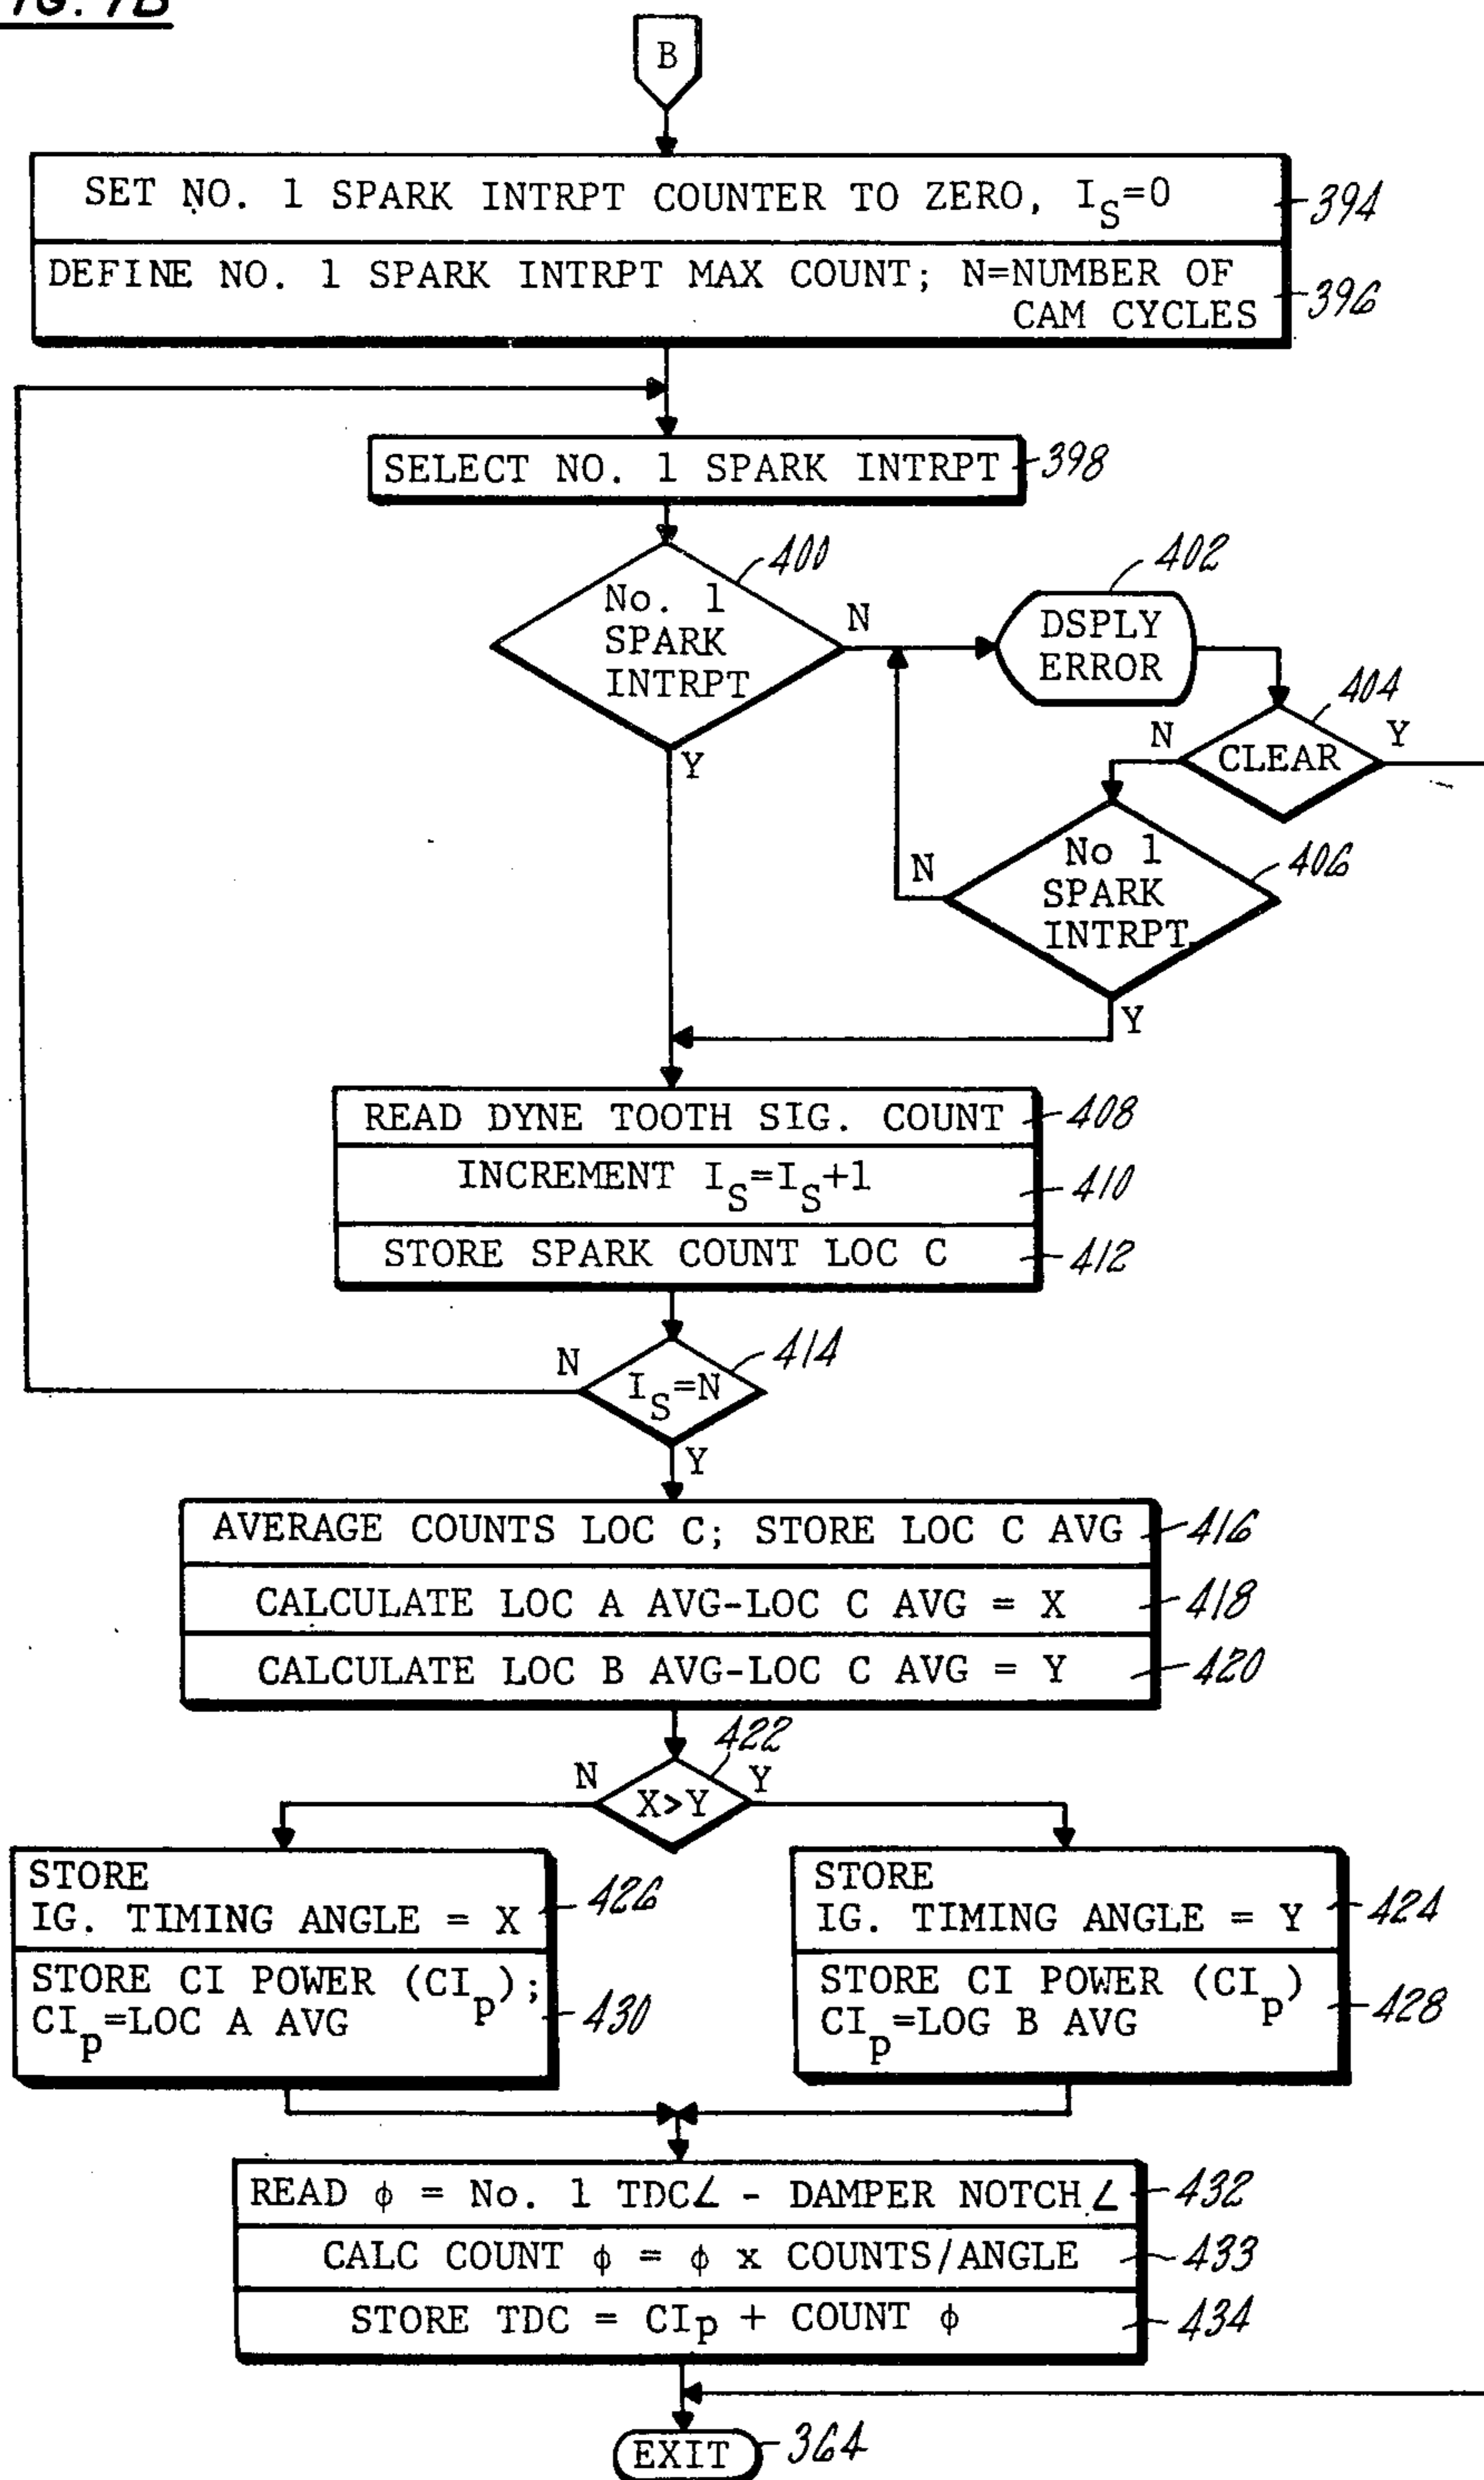 FIG. 7B
B
SET NO. 1 SPARK INTRPT COUNTER TO ZERO, IS=0
394
DEFINE NO. 1 SPARK INTRPT MAX COUNT; N=NUMBER OF
CAM CYCLES
396
SELECT NO. 1 SPARK INTRPT
398
400
No. 1
SPARK
INTRPT
N
Y
402
DSPLY
ERROR
404
N
CLEAR
Y
406
No 1
SPARK
INTRPT
N
Y
READ DYNE TOOTH SIG. COUNT
408
INCREMENT IS=IS+1
410
STORE SPARK COUNT LOC C
412
414
N
IS=N
Y
AVERAGE COUNTS LOC C; STORE LOC C AVG
416
CALCULATE LOC A AVG-LOC C AVG = X
418
CALCULATE LOC B AVG-LOC C AVG = Y
420
422
N
X>Y
Y
STORE
IG. TIMING ANGLE = X
426
STORE CI POWER (CIp);
CIp=LOC A AVG
430
STORE
IG. TIMING ANGLE = Y
424
STORE CI POWER (CIp)
CIp=LOG B AVG
428
READ φ = No. 1 TDC∠ - DAMPER NOTCH ∠
432
CALC COUNT φ = φ x COUNTS/ANGLE
433
STORE TDC = CIp + COUNT φ
434
EXIT
364